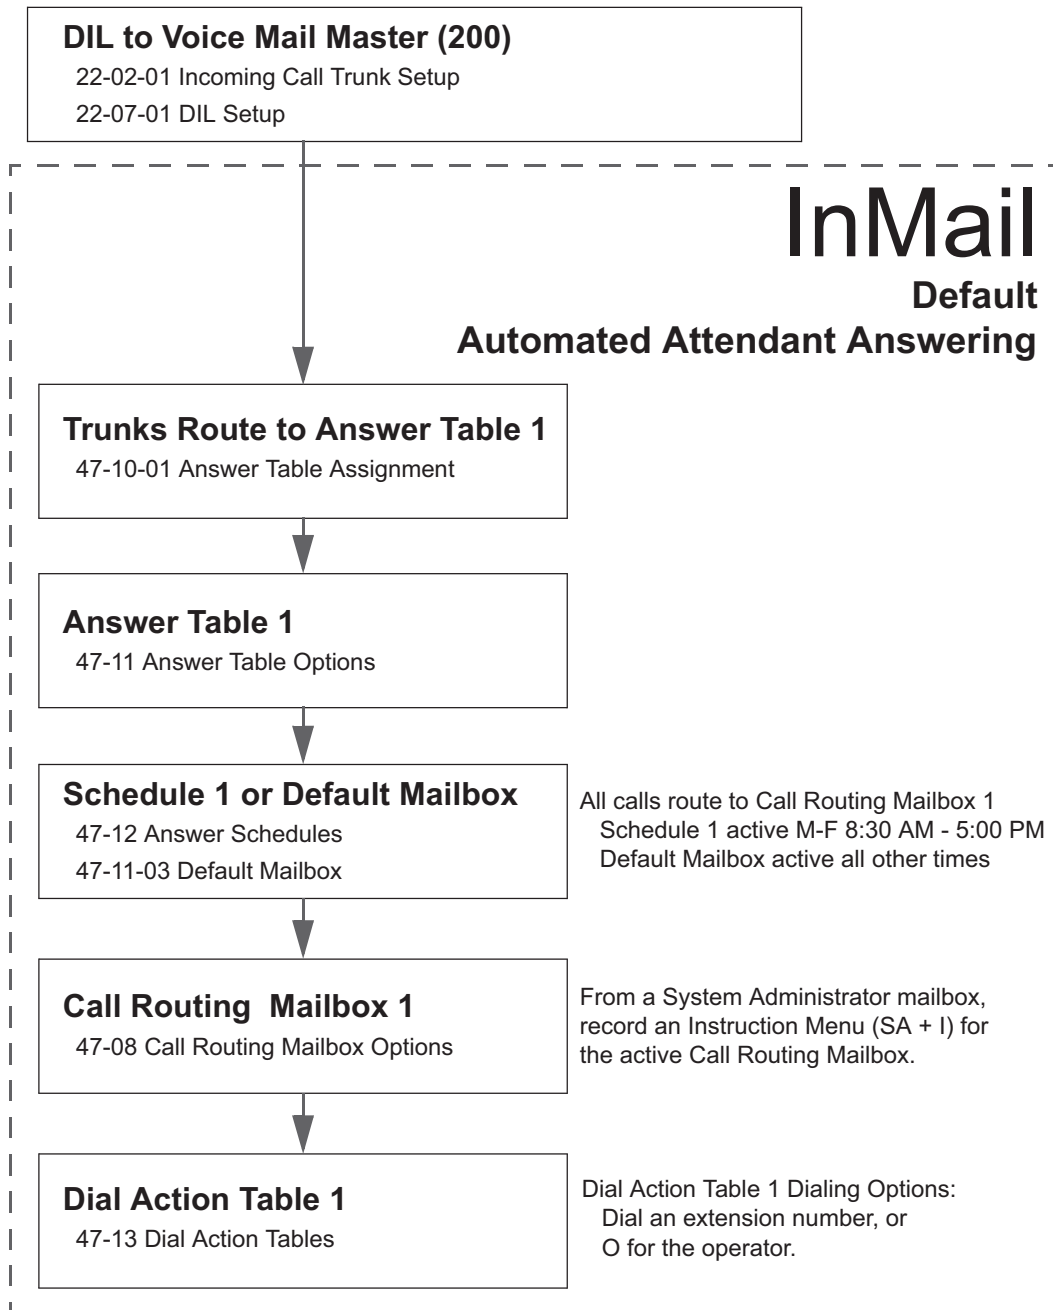 DIL to Voice Mail Master (200)
22-02-01 Incoming Call Trunk Setup
22-07-01 DIL Setup
InMail
Default
Automated Attendant Answering
Trunks Route to Answer Table 1
47-10-01 Answer Table Assignment
Answer Table 1
47-11 Answer Table Options
Schedule 1 or Default Mailbox
47-12 Answer Schedules
47-11-03 Default Mailbox
All calls route to Call Routing Mailbox 1
Schedule 1 active M-F 8:30 AM - 5:00 PM
Default Mailbox active all other times
Call Routing Mailbox 1
47-08 Call Routing Mailbox Options
From a System Administrator mailbox,
record an Instruction Menu (SA + I) for
the active Call Routing Mailbox.
Dial Action Table 1
47-13 Dial Action Tables
Dial Action Table 1 Dialing Options:
Dial an extension number, or
O for the operator.